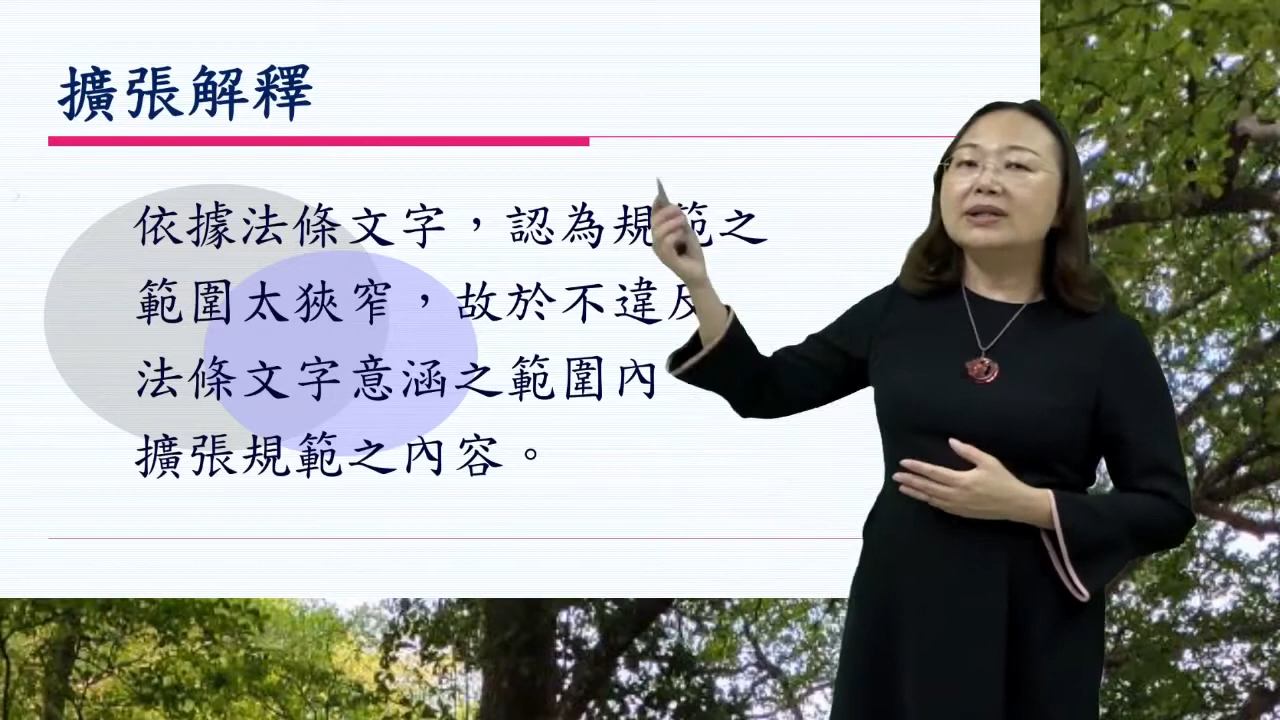 擴張解釋
依據法條文字，認為規範之
範圍太狹窄，故於不違反
法條文字意涵之範圍內
擴張規範之內容。